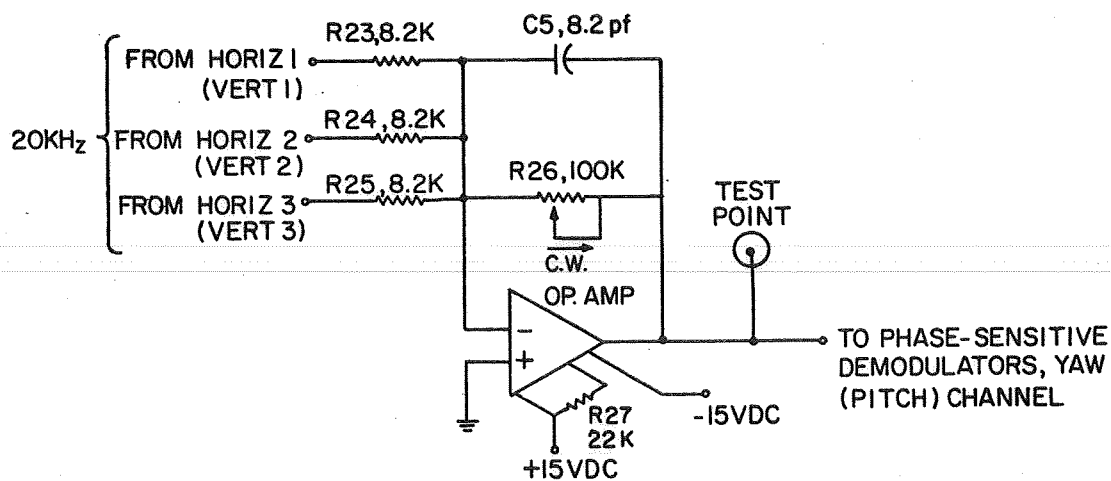 20KHz
FROM HORIZ 1
(VERT 1)
R23,8.2K
FROM HORIZ 2
(VERT 2)
R24,8.2K
FROM HORIZ 3
(VERT 3)
R25,8.2K
C5,8.2pf
R26,100K
C.W.
OP. AMP
−
+
R27
22K
+15VDC
-15VDC
TEST
POINT
TO PHASE-SENSITIVE
DEMODULATORS, YAW
(PITCH) CHANNEL